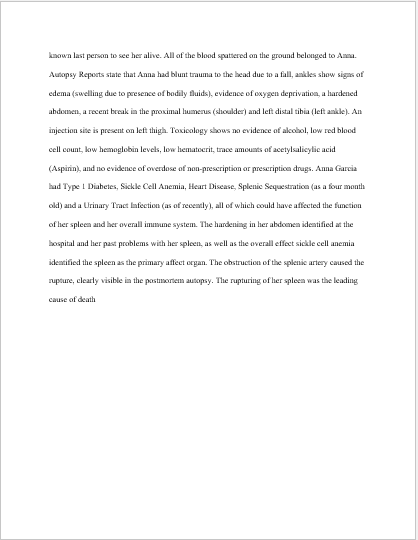 known last person to see her alive. All of the blood spattered on the ground belonged to Anna.
Autopsy Reports state that Anna had blunt trauma to the head due to a fall, ankles show signs of
edema (swelling due to presence of bodily fluids), evidence of oxygen deprivation, a hardened
abdomen, a recent break in the proximal humerus (shoulder) and left distal tibia (left ankle). An
injection site is present on left thigh. Toxicology shows no evidence of alcohol, low red blood
cell count, low hemoglobin levels, low hematocrit, trace amounts of acetylsalicylic acid
(Aspirin), and no evidence of overdose of non-prescription or prescription drugs. Anna Garcia
had Type 1 Diabetes, Sickle Cell Anemia, Heart Disease, Splenic Sequestration (as a four month
old) and a Urinary Tract Infection (as of recently), all of which could have affected the function
of her spleen and her overall immune system. The hardening in her abdomen identified at the
hospital and her past problems with her spleen, as well as the overall effect sickle cell anemia
identified the spleen as the primary affect organ. The obstruction of the splenic artery caused the
rupture, clearly visible in the postmortem autopsy. The rupturing of her spleen was the leading
cause of death